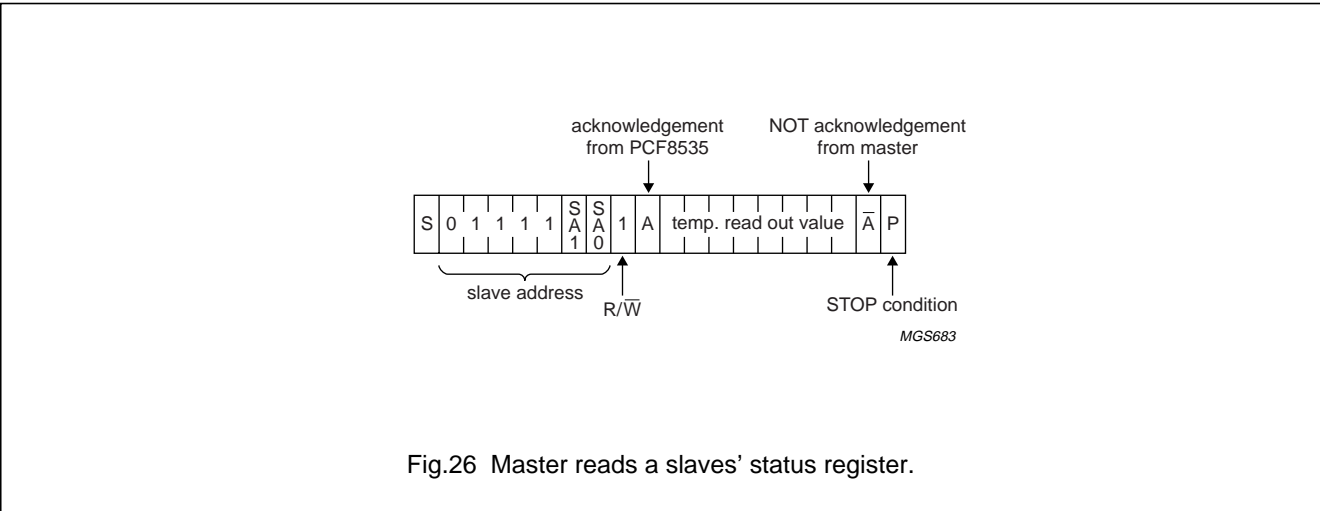 acknowledgement
from PCF8535
NOT acknowledgement
from master
S 0 1 1 1 1 SA1 SA0 1 A temp. read out value A̅ P
slave address
R/W̅
STOP condition
MGS683
Fig.26 Master reads a slaves’ status register.